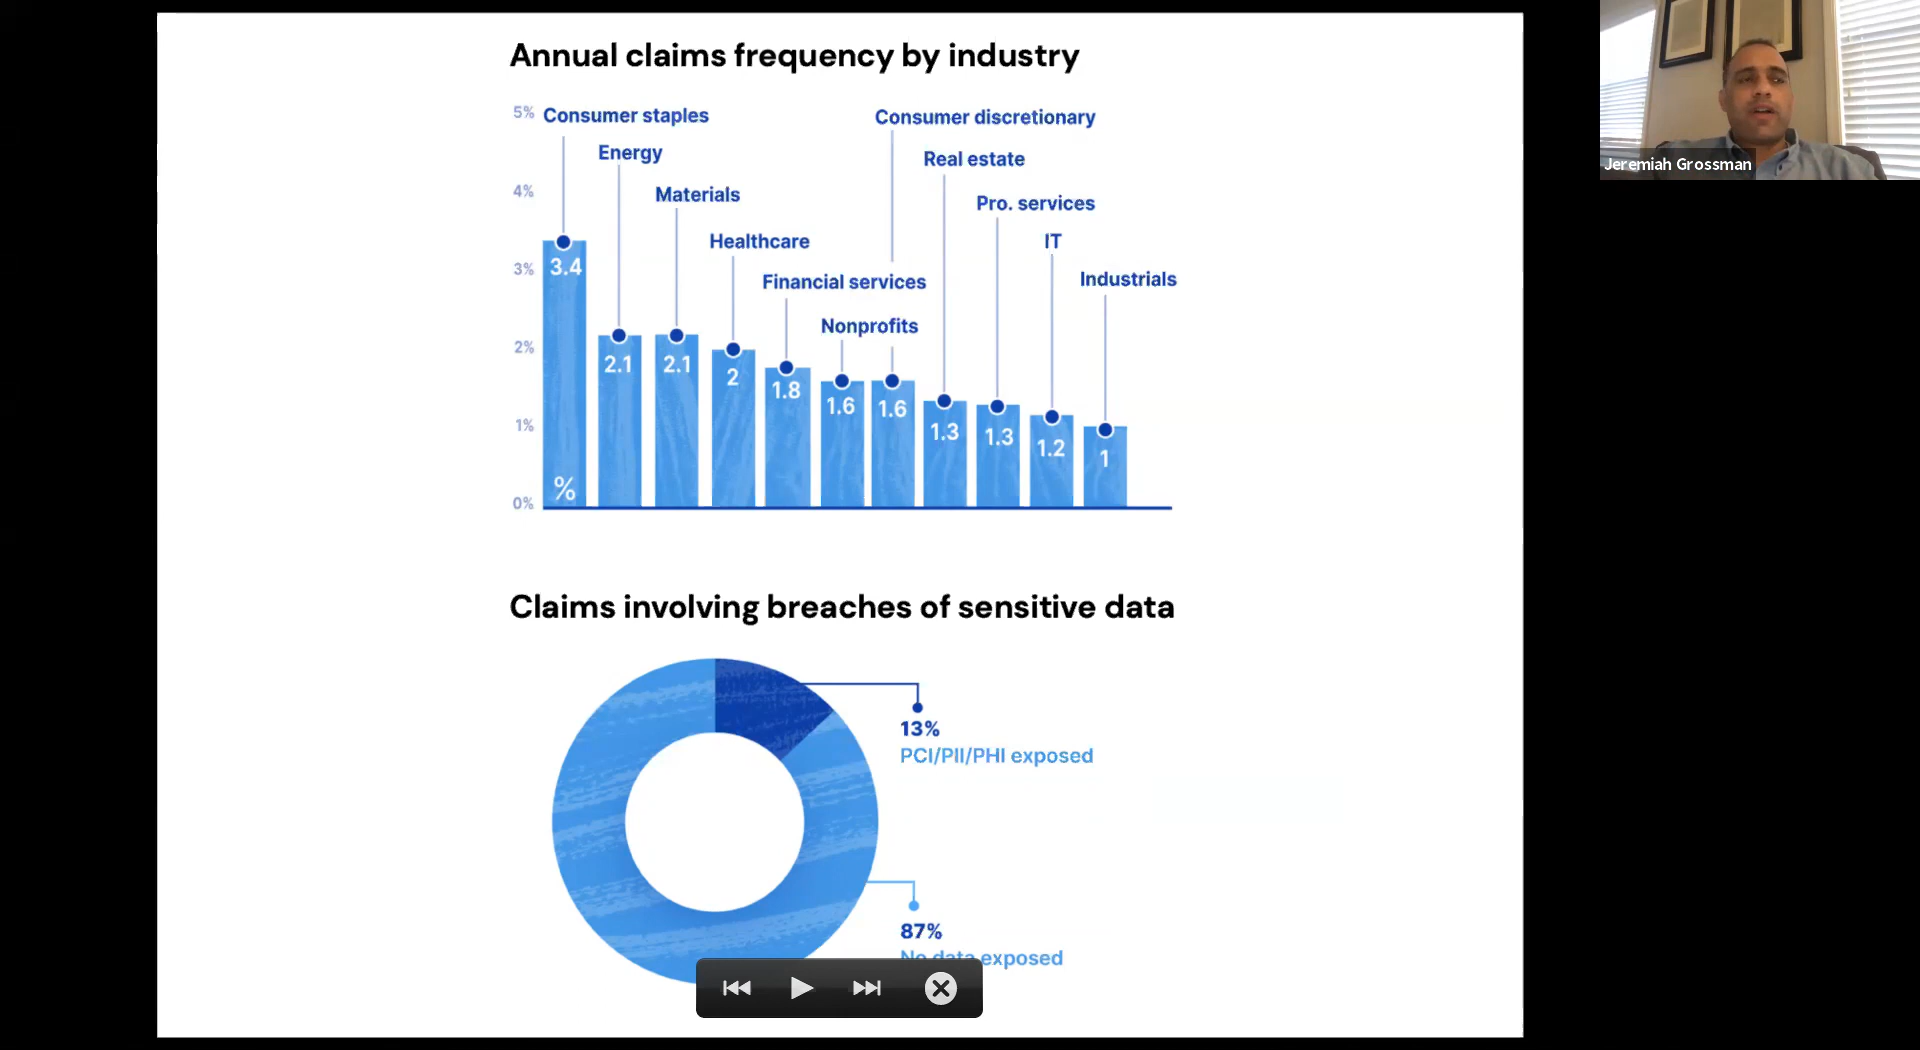 Annual claims frequency by industry
5%
Consumer staples
Consumer discretionary
Energy
Real estate
4%
Materials
Pro. services
Healthcare
IT
3%
3.4
Financial services
Industrials
Nonprofits
2%
2.1
2.1
2
1.8
1.6
1.6
1.3
1.3
1.2
1
1%
%
0%
Claims involving breaches of sensitive data
13%
PCI/PII/PHI exposed
87%
No data exposed
Jeremiah Grossman